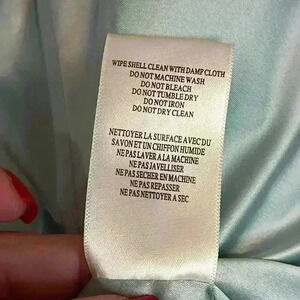 WIPE SHELL CLEAN WITH DAMP CLOTH
DO NOT MACHINE WASH
DO NOT BLEACH
DO NOT TUMBLE DRY
DO NOT IRON
DO NOT DRY CLEAN
NETTOYER LA SURFACE AVEC DU
SAVON ET UN CHIFFON HUMIDE
NE PAS LAVER A LA MACHINE
NE PAS JAVELLISER
NE PAS SECHER EN MACHINE
NE PAS REPASSER
NE PAS NETTOYER A SEC